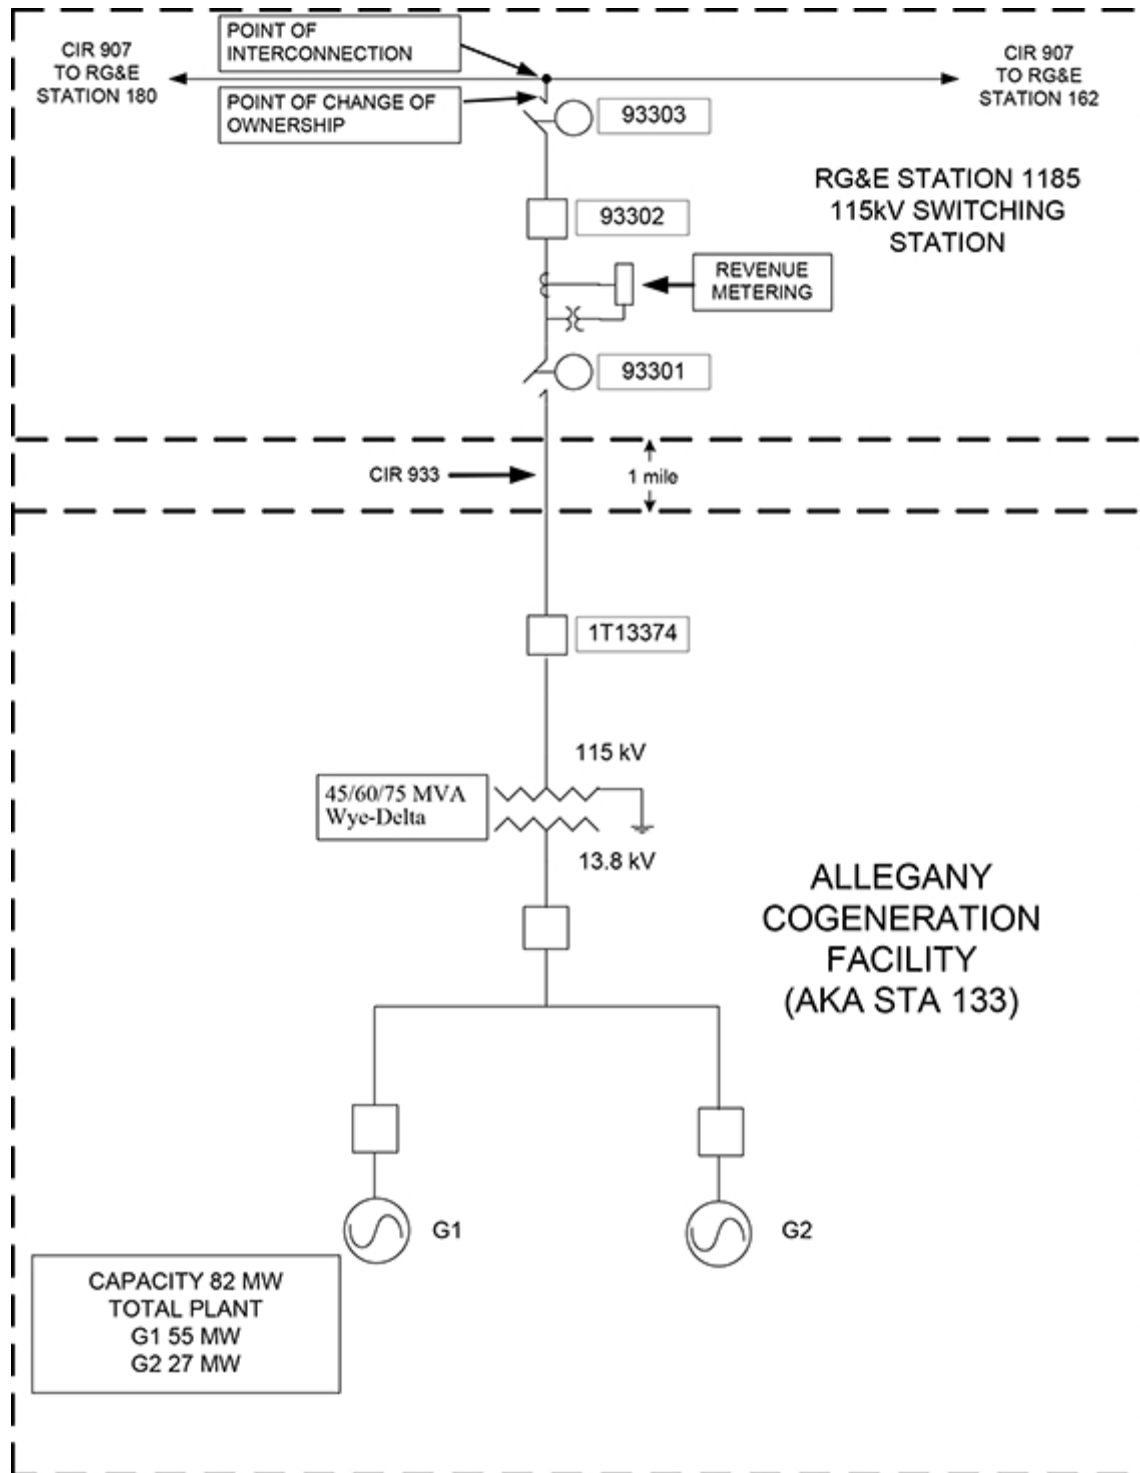 POINT OF
INTERCONNECTION
CIR 907
TO RG&E
STATION 180
CIR 907
TO RG&E
STATION 162
POINT OF CHANGE OF
OWNERSHIP
93303
RG&E STATION 1185
115kV SWITCHING
STATION
93302
REVENUE
METERING
93301
CIR 933
1 mile
1T13374
115 kV
45/60/75 MVA
Wye-Delta
13.8 kV
ALLEGANY
COGENERATION
FACILITY
(AKA STA 133)
G1
G2
CAPACITY 82 MW
TOTAL PLANT
G1 55 MW
G2 27 MW